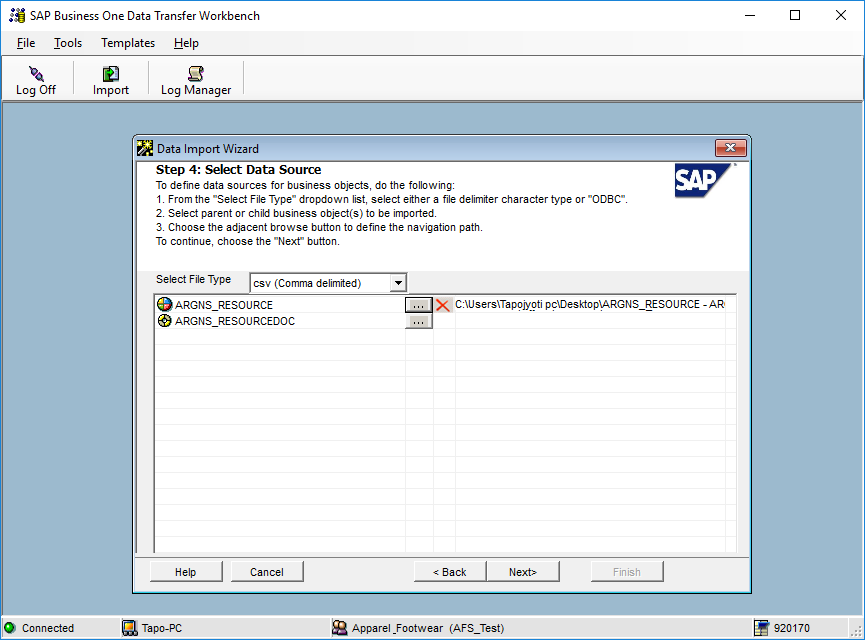 SAP Business One Data Transfer Workbench
File Tools Templates Help
Log Off Import Log Manager
Data Import Wizard
Step 4: Select Data Source
SAP
To define data sources for business objects, do the following:
1. From the "Select File Type" dropdown list, select either a file delimiter character type or "ODBC".
2. Select parent or child business object(s) to be imported.
3. Choose the adjacent browse button to define the navigation path.
To continue, choose the "Next" button.
Select File Type csv (Comma delimited)
ARGNS_RESOURCE ... C:\Users\Tapojyoti pc\Desktop\ARGNS_RESOURCE - AR
ARGNS_RESOURCEDOC ...
Help Cancel < Back Next> Finish
Connected Tapo-PC Apparel_Footwear (AFS_Test) 920170